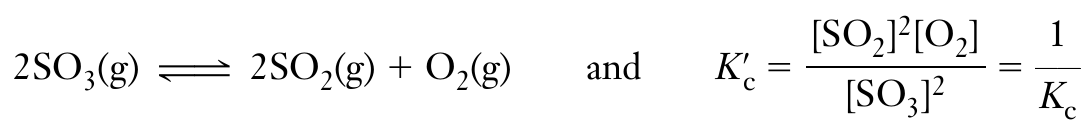 2SO₃(g) ⇌ 2SO₂(g) + O₂(g) and K′c = [SO₂]²[O₂] / [SO₃]² = 1 / Kc